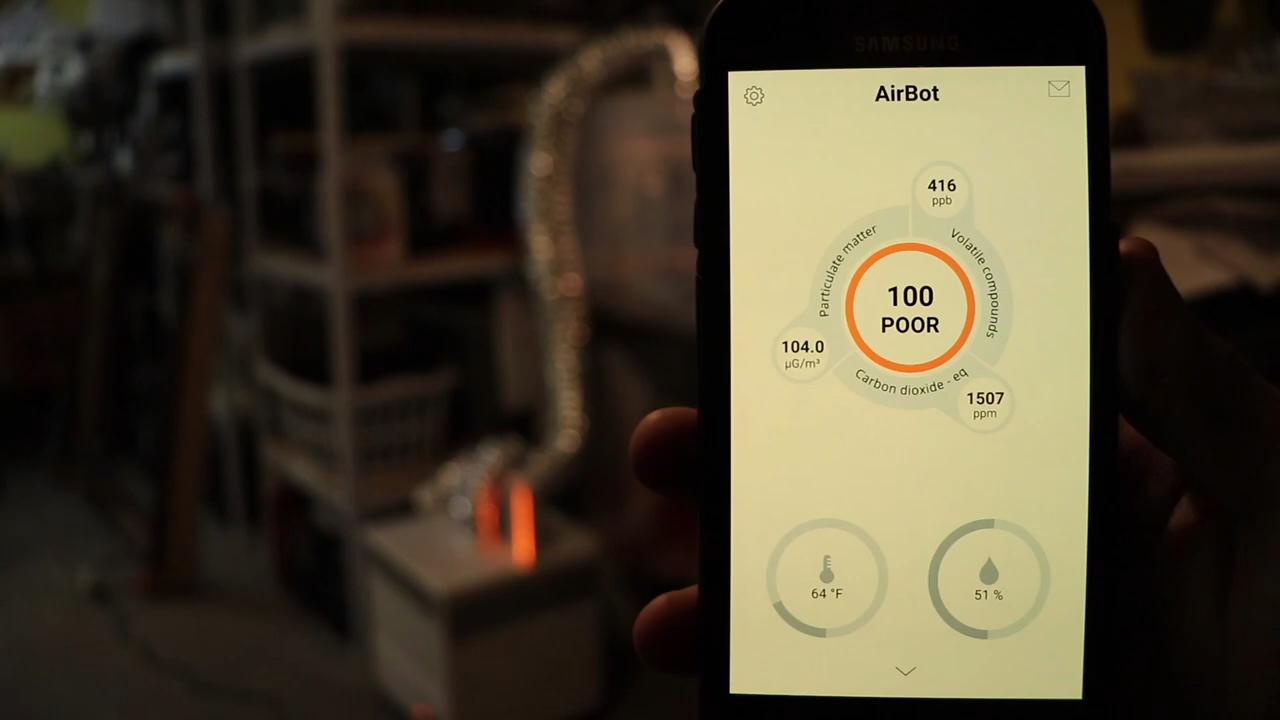 SAMSUNG
AirBot
416
ppb
Particulate matter
Volatile compounds
100
POOR
104.0
µG/m³
Carbon dioxide - eq
1507
ppm
64 °F
51 %